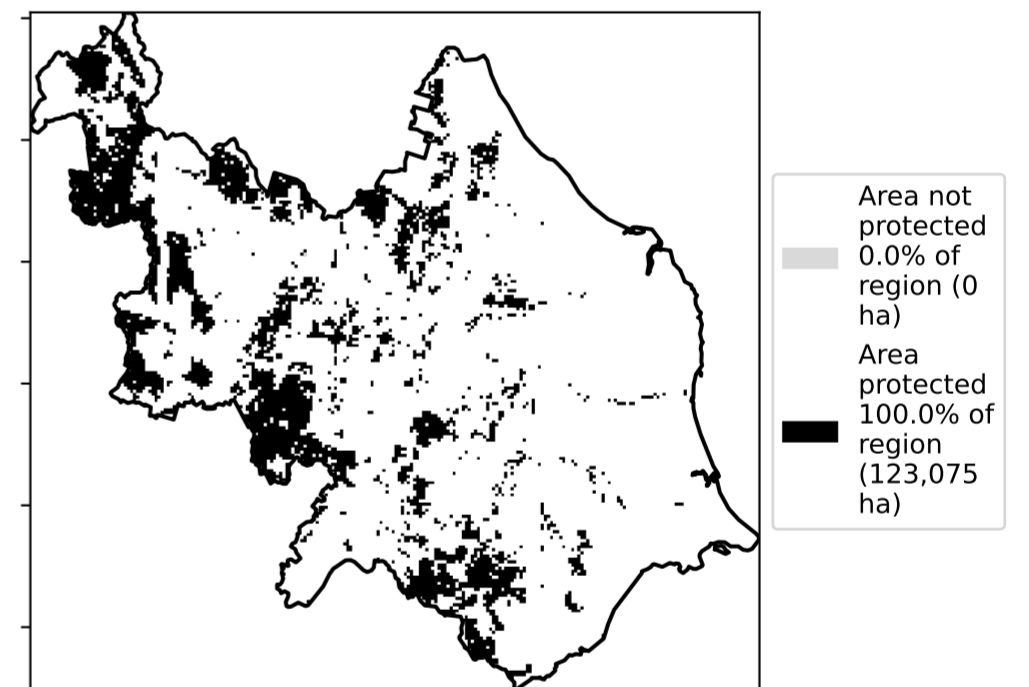 Area not
protected
0.0% of
region (0
ha)
Area
protected
100.0% of
region
(123,075
ha)